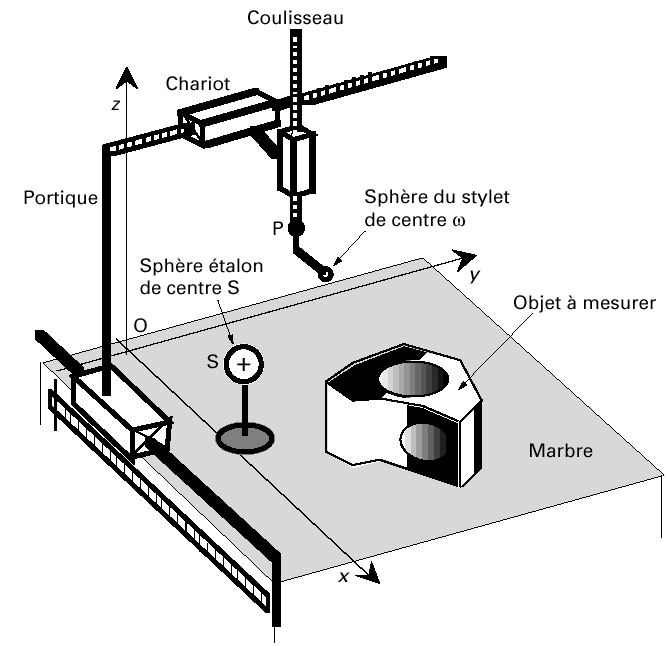 Coulisseau
Chariot
z
Portique
P
Sphère du stylet
de centre ω
y
Sphère étalon
de centre S
O
S
Objet à mesurer
Marbre
x